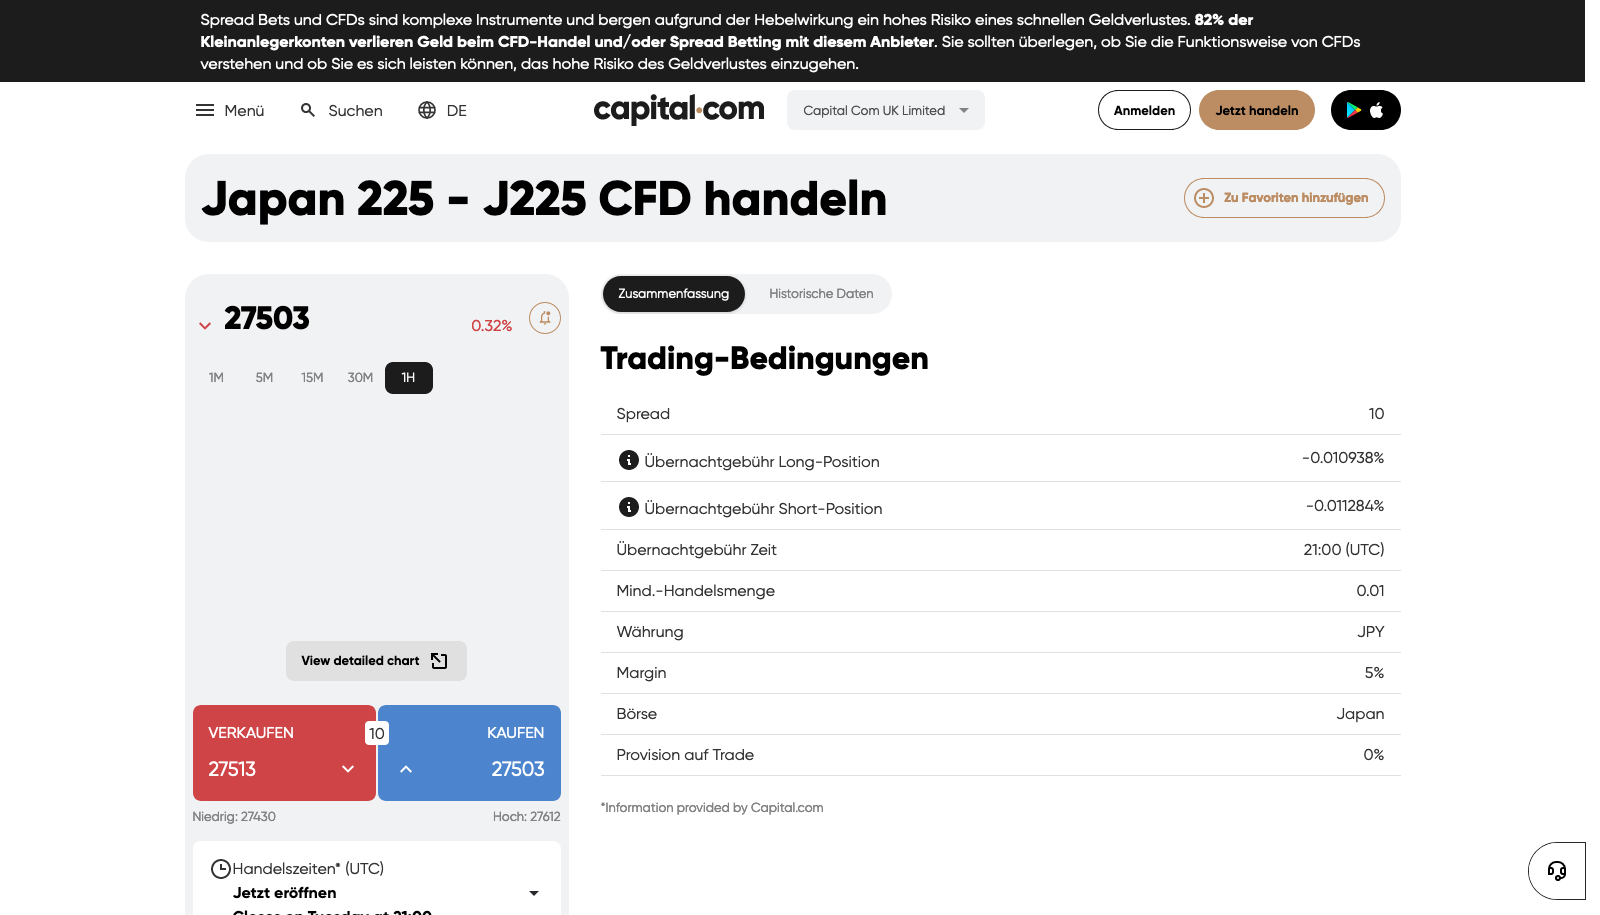 Spread Bets und CFDs sind komplexe Instrumente und bergen aufgrund der Hebelwirkung ein hohes Risiko eines schnellen Geldverlustes. 82% der
Kleinanlegerkonten verlieren Geld beim CFD-Handel und/oder Spread Betting mit diesem Anbieter. Sie sollten überlegen, ob Sie die Funktionsweise von CFDs
verstehen und ob Sie es sich leisten können, das hohe Risiko des Geldverlustes einzugehen.
Menü Suchen DE capital.com Capital Com UK Limited Anmelden Jetzt handeln
Japan 225 - J225 CFD handeln
Zu Favoriten hinzufügen
27503 0.32%
1M 5M 15M 30M 1H
View detailed chart
VERKAUFEN 10 KAUFEN
27513 27503
Niedrig: 27430 Hoch: 27612
Handelszeiten* (UTC)
Jetzt eröffnen
Closes on Tuesday at 21:00
Zusammenfassung Historische Daten
Trading-Bedingungen
Spread 10
Übernachtgebühr Long-Position -0.010938%
Übernachtgebühr Short-Position -0.011284%
Übernachtgebühr Zeit 21:00 (UTC)
Mind.-Handelsmenge 0.01
Währung JPY
Margin 5%
Börse Japan
Provision auf Trade 0%
*Information provided by Capital.com